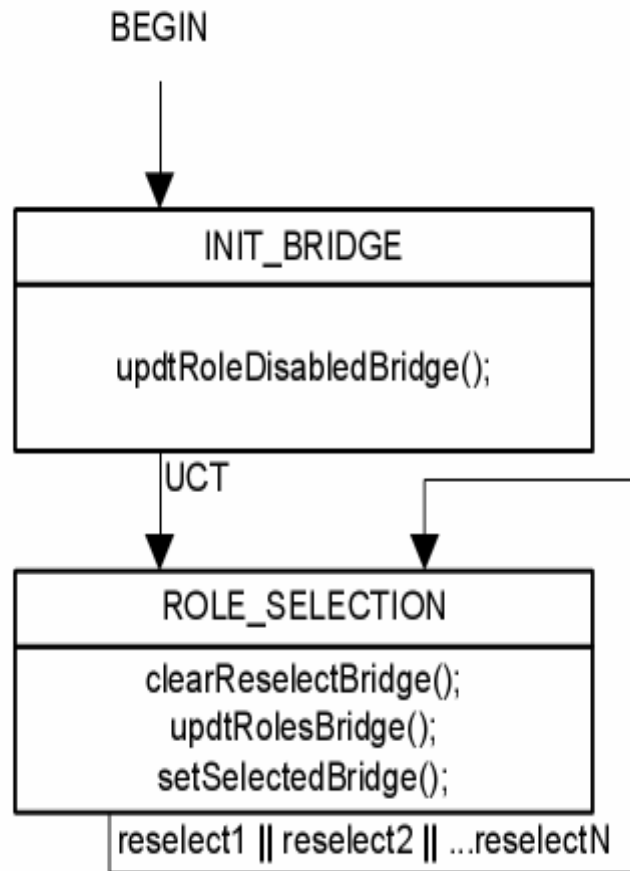 BEGIN
INIT_BRIDGE
updtRoleDisabledBridge();
UCT
ROLE_SELECTION
clearReselectBridge();
updtRolesBridge();
setSelectedBridge();
reselect1 || reselect2 || ...reselectN